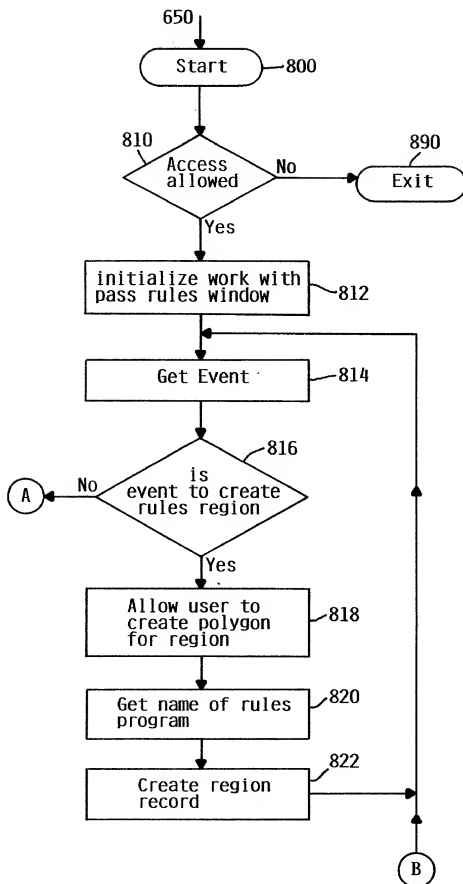 650
Start
800
810
Access
allowed
No
890
Exit
Yes
initialize work with
pass rules window
812
Get Event
814
816
is
event to create
rules region
No
A
Yes
Allow user to
create polygon
for region
818
Get name of rules
program
820
Create region
record
822
B